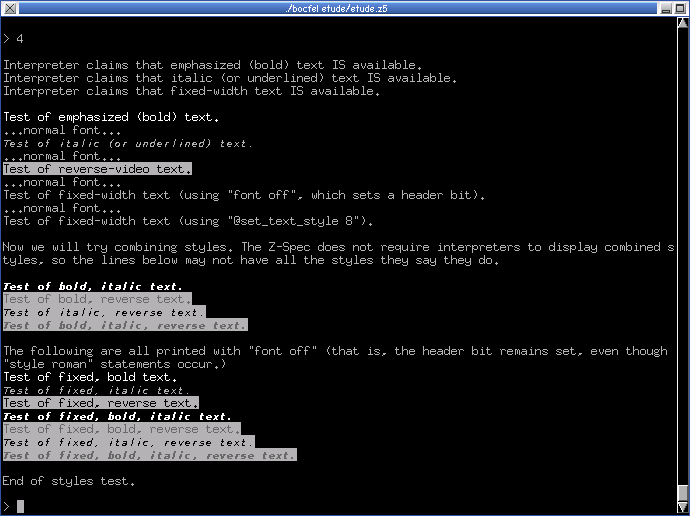 ./bocfel etude/etude.z5
> 4
Interpreter claims that emphasized (bold) text IS available.
Interpreter claims that italic (or underlined) text IS available.
Interpreter claims that fixed-width text IS available.
Test of emphasized (bold) text.
...normal font...
Test of italic (or underlined) text.
...normal font...
Test of reverse-video text.
...normal font...
Test of fixed-width text (using "font off", which sets a header bit).
...normal font...
Test of fixed-width text (using "@set_text_style 8").
Now we will try combining styles. The Z-Spec does not require interpreters to display combined s
tyles, so the lines below may not have all the styles they say they do.
Test of bold, italic text.
Test of bold, reverse text.
Test of italic, reverse text.
Test of bold, italic, reverse text.
The following are all printed with "font off" (that is, the header bit remains set, even though
"style roman" statements occur.)
Test of fixed, bold text.
Test of fixed, italic text.
Test of fixed, reverse text.
Test of fixed, bold, italic text.
Test of fixed, bold, reverse text.
Test of fixed, italic, reverse text.
Test of fixed, bold, italic, reverse text.
End of styles test.
>